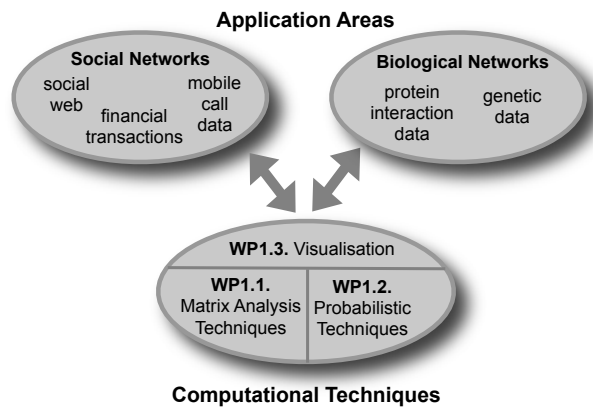 Application Areas
Social Networks
social
web
financial
transactions
mobile
call
data
Biological Networks
protein
interaction
data
genetic
data
WP1.3. Visualisation
WP1.1.
Matrix Analysis
Techniques
WP1.2.
Probabilistic
Techniques
Computational Techniques